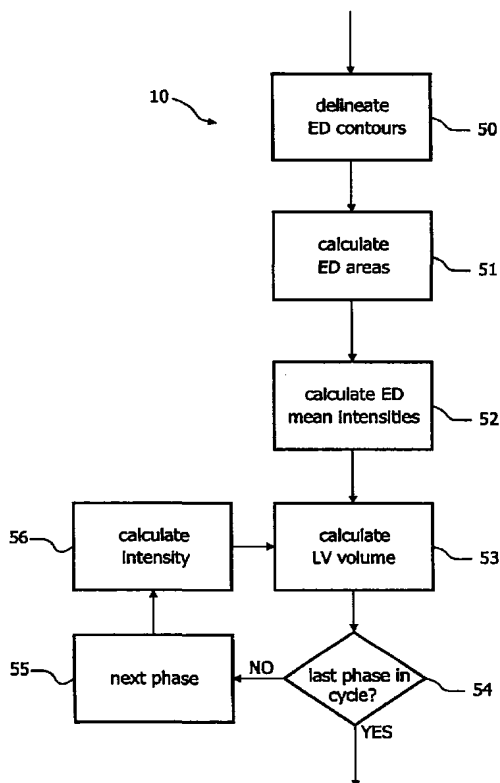 10
delineate
ED contours
50
calculate
ED areas
51
calculate ED
mean intensities
52
56
calculate
intensity
calculate
LV volume
53
55
next phase
NO
last phase in
cycle?
54
YES